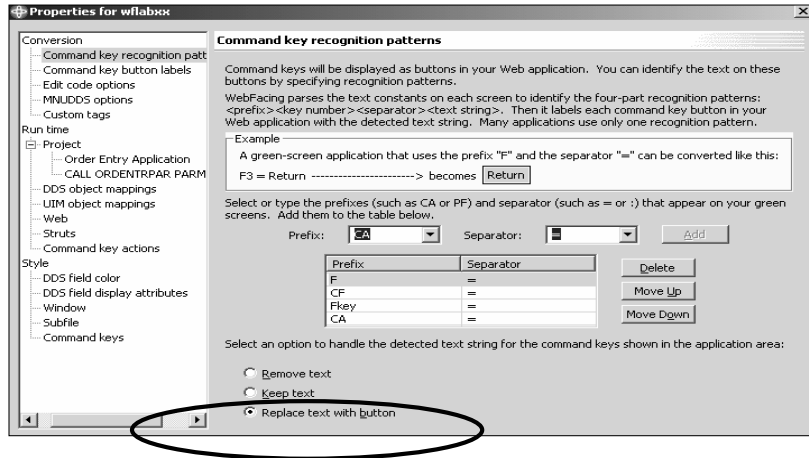 Properties for wflabxx
Conversion
Command key recognition patt
Command key button labels
Edit code options
MNUDDS options
Custom tags
Run time
Project
Order Entry Application
CALL ORDENTRPAR PARM
DDS object mappings
UIM object mappings
Web
Struts
Command key actions
Style
DDS field color
DDS field display attributes
Window
Subfile
Command keys
Command key recognition patterns
Command keys will be displayed as buttons in your Web application. You can identify the text on these
buttons by specifying recognition patterns.
WebFacing parses the text constants on each screen to identify the four-part recognition patterns:
<prefix><key number><separator><text string>. Then it labels each command key button in your
Web application with the detected text string. Many applications use only one recognition pattern.
Example
A green-screen application that uses the prefix "F" and the separator "=" can be converted like this:
F3 = Return -----------------------> becomes Return
Select or type the prefixes (such as CA or PF) and separator (such as = or :) that appear on your green
screens. Add them to the table below.
Prefix: CA Separator: = Add
Prefix Separator
F =
CF =
Fkey =
CA =
Delete
Move Up
Move Down
Select an option to handle the detected text string for the command keys shown in the application area:
Remove text
Keep text
Replace text with button